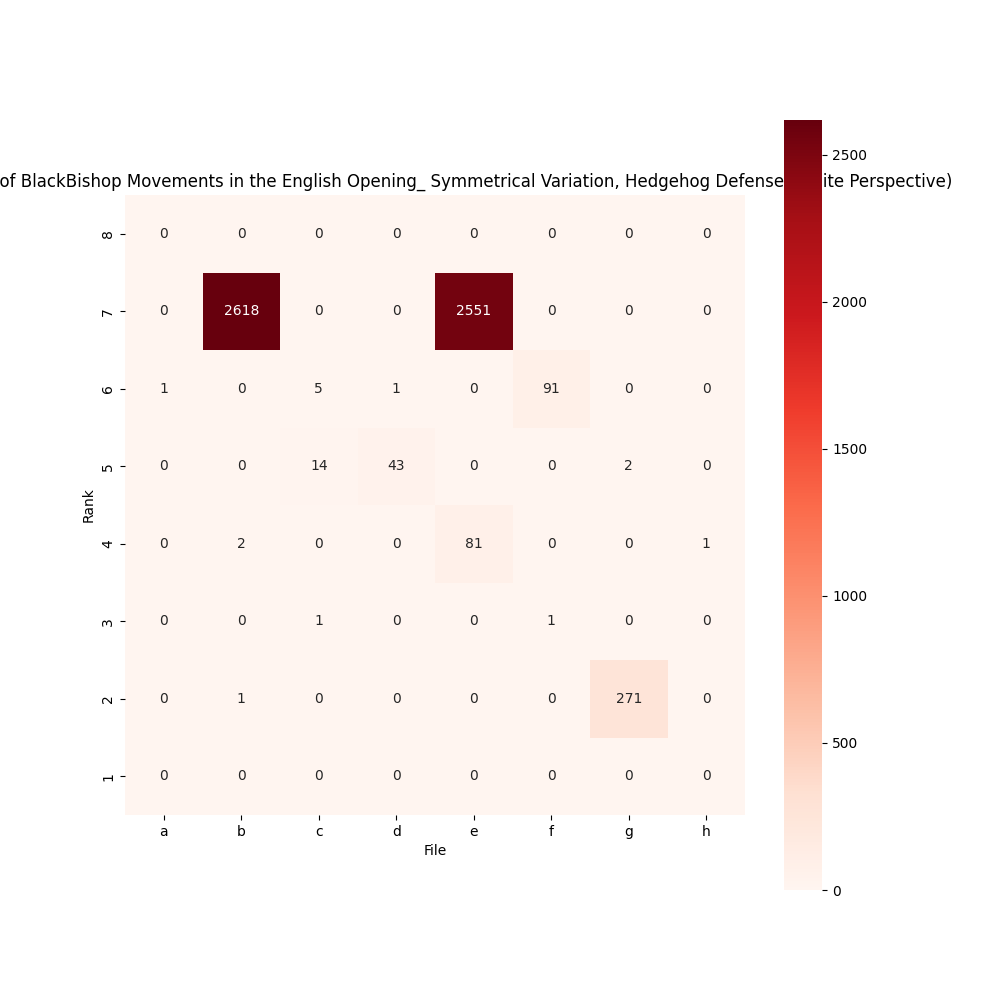 of BlackBishop Movements in the English Opening_ Symmetrical Variation, Hedgehog Defense ite Perspective)
8 0 0 0 0 0 0 0 0
7 0 2618 0 0 2551 0 0 0
6 1 0 5 1 0 91 0 0
5 0 0 14 43 0 0 2 0
4 0 2 0 0 81 0 0 1
3 0 0 1 0 0 1 0 0
2 0 1 0 0 0 0 271 0
1 0 0 0 0 0 0 0 0
a b c d e f g h
File
Rank
2500
2000
1500
1000
500
0